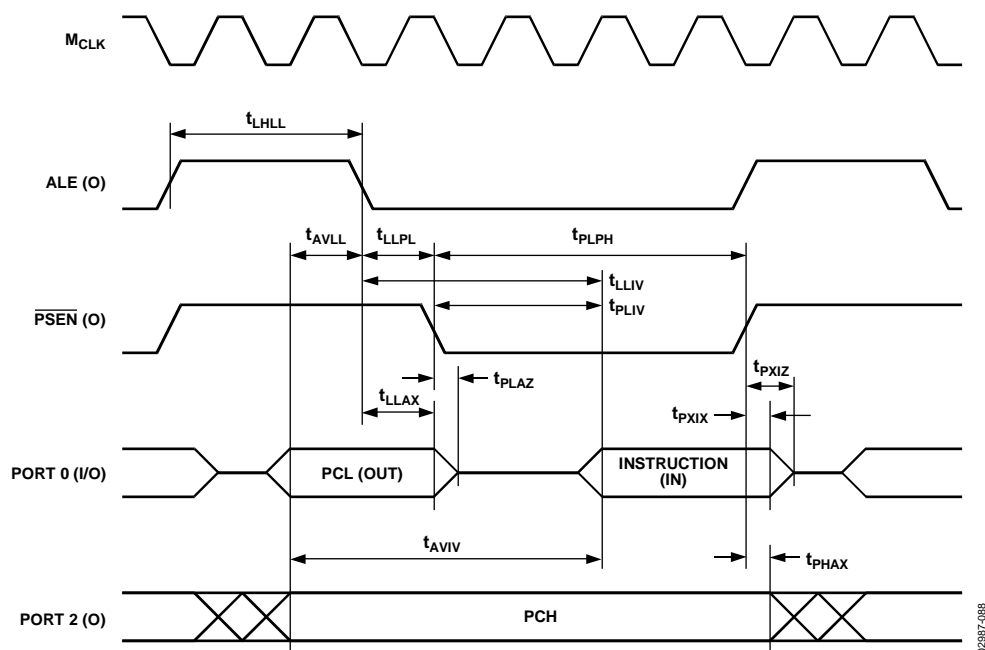 MCLK
tLHLL
ALE (O)
tAVLL tLLPL tPLPH
tLLIV
PSEN (O)
tPLIV
tPLAZ
tPXIZ
tLLAX
tPXIX
PORT 0 (I/O)
PCL (OUT)
INSTRUCTION
(IN)
tAVIV
tPHAX
PORT 2 (O)
PCH
02987-088